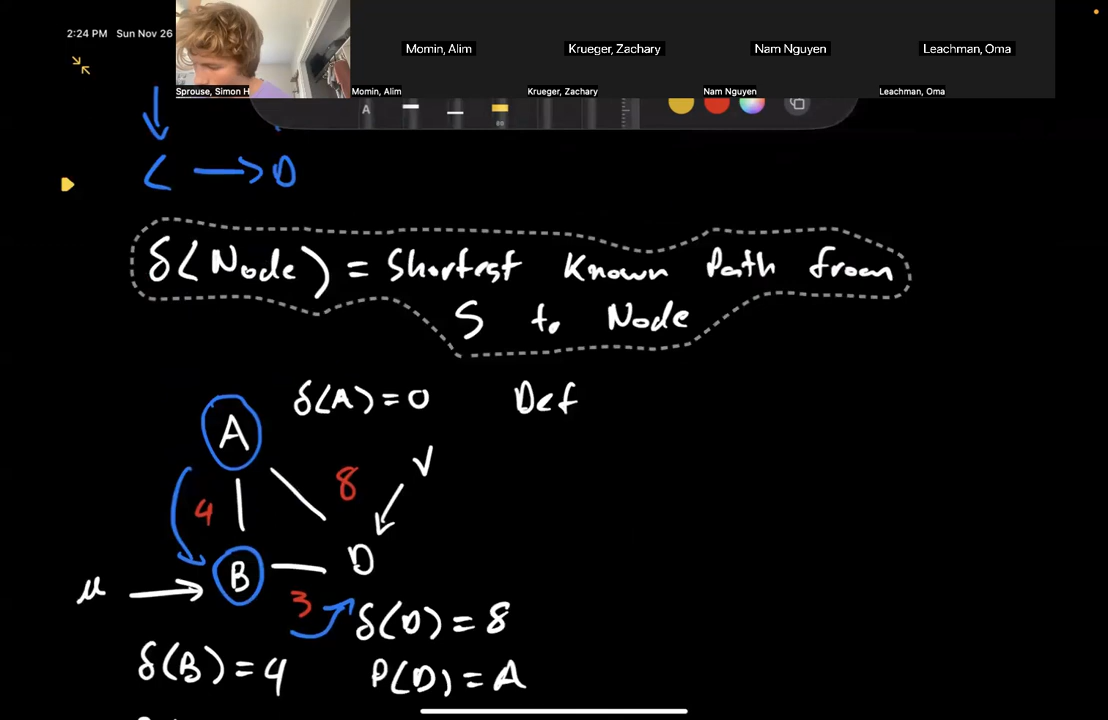 2:24 PM Sun Nov 26
Momin, Alim
Krueger, Zachary
Nam Nguyen
Leachman, Oma
Sprouse, Simon H
Momin, Alim
Krueger, Zachary
Nam Nguyen
Leachman, Oma
A
80
C → D
δ(Node) = Shortest Known Path from
S to Node
δ(A) = 0 Def
A
V
8
4
B
D
u
3
δ(D) = 8
δ(B) = 4
P(D) = A